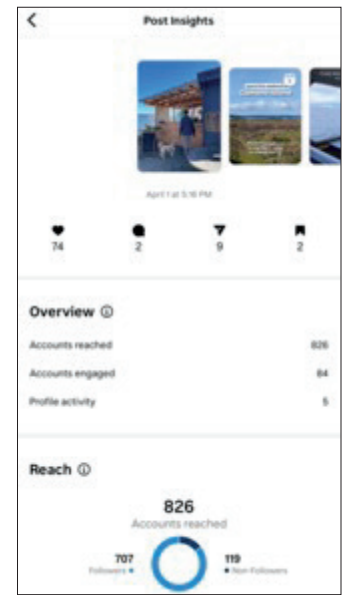 Post Insights
April 1 at 5:16 PM
74 2 9 2
Overview
Accounts reached 826
Accounts engaged 84
Profile activity 5
Reach
826
Accounts reached
707 119
Followers Non-Followers